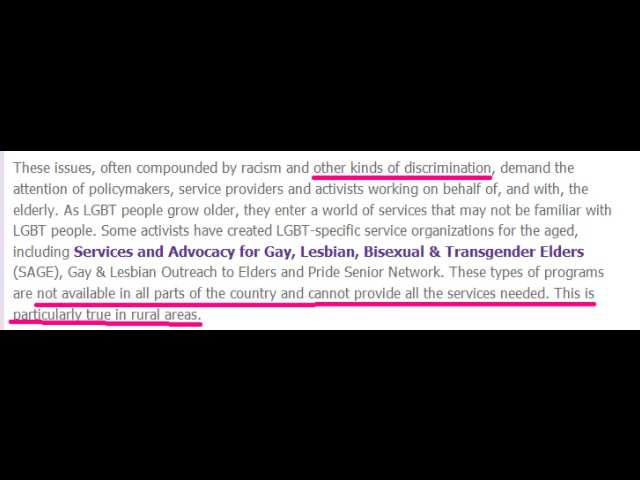 These issues, often compounded by racism and other kinds of discrimination, demand the
attention of policymakers, service providers and activists working on behalf of, and with, the
elderly. As LGBT people grow older, they enter a world of services that may not be familiar with
LGBT people. Some activists have created LGBT-specific service organizations for the aged,
including Services and Advocacy for Gay, Lesbian, Bisexual & Transgender Elders
(SAGE), Gay & Lesbian Outreach to Elders and Pride Senior Network. These types of programs
are not available in all parts of the country and cannot provide all the services needed. This is
particularly true in rural areas.